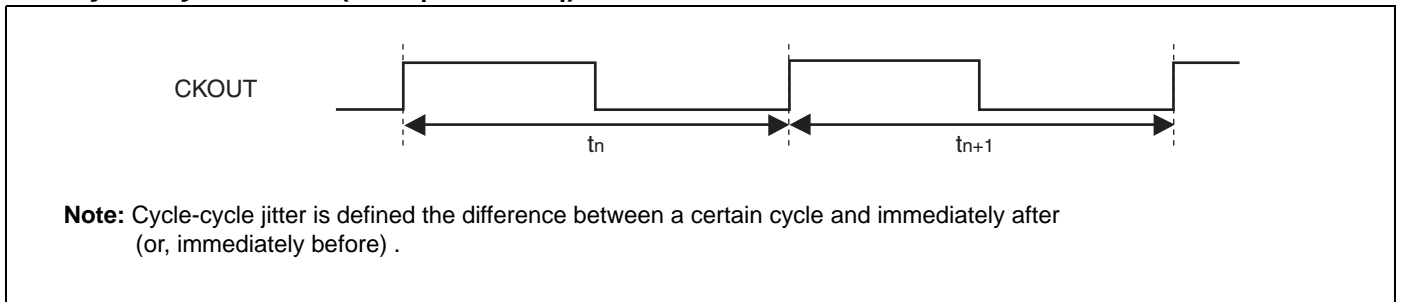 CKOUT
tn
tn+1
Note: Cycle-cycle jitter is defined the difference between a certain cycle and immediately after
(or, immediately before) .